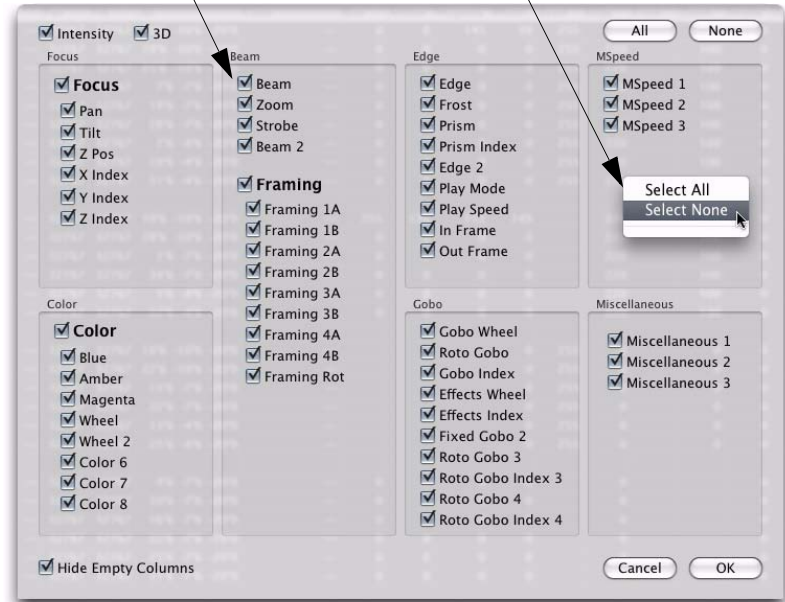 Intensity 3D All None
Focus
Focus
Pan
Tilt
Z Pos
X Index
Y Index
Z Index
Beam
Beam
Zoom
Strobe
Beam 2
Framing
Framing 1A
Framing 1B
Framing 2A
Framing 2B
Framing 3A
Framing 3B
Framing 4A
Framing 4B
Framing Rot
Edge
Edge
Frost
Prism
Prism Index
Edge 2
Play Mode
Play Speed
In Frame
Out Frame
MSpeed
MSpeed 1
MSpeed 2
MSpeed 3
Select All
Select None
Color
Color
Blue
Amber
Magenta
Wheel
Wheel 2
Color 6
Color 7
Color 8
Gobo
Gobo Wheel
Roto Gobo
Gobo Index
Effects Wheel
Effects Index
Fixed Gobo 2
Roto Gobo 3
Roto Gobo Index 3
Roto Gobo 4
Roto Gobo Index 4
Miscellaneous
Miscellaneous 1
Miscellaneous 2
Miscellaneous 3
Hide Empty Columns Cancel OK